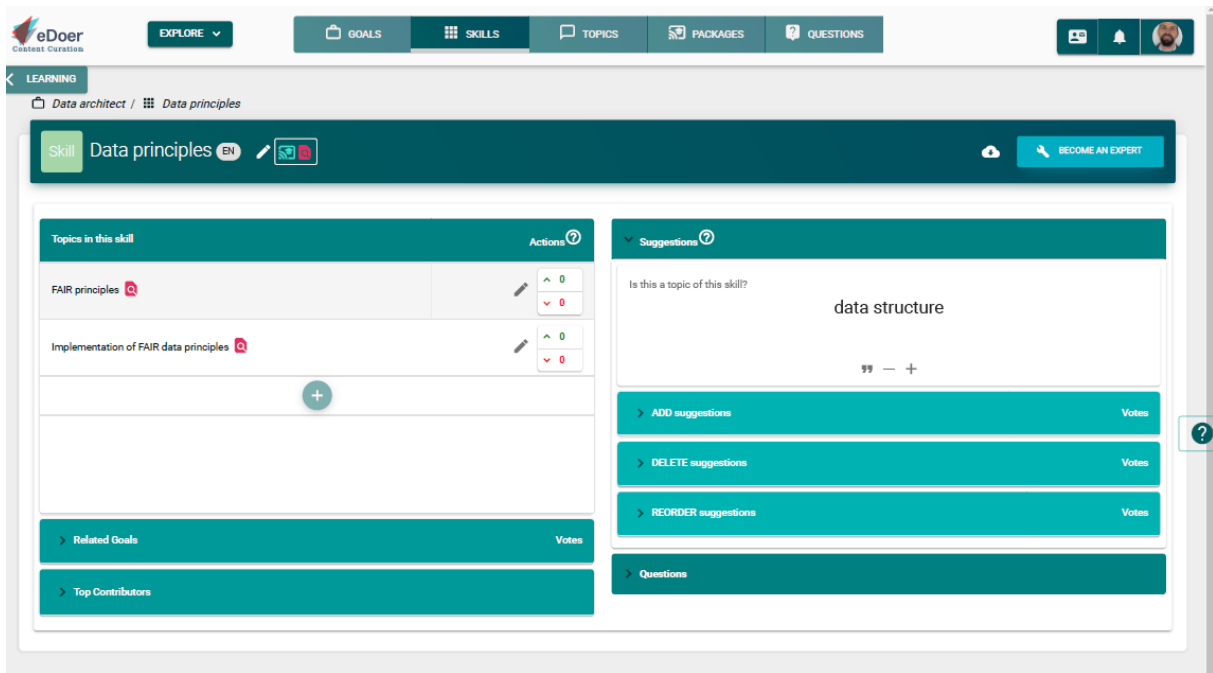 eDoer
Content Curation
EXPLORE
GOALS
SKILLS
TOPICS
PACKAGES
QUESTIONS
LEARNING
Data architect / Data principles
Skill
Data principles EN
BECOME AN EXPERT
Topics in this skill
Actions
FAIR principles
0
0
Implementation of FAIR data principles
0
0
Related Goals
Votes
Top Contributors
Suggestions
Is this a topic of this skill?
data structure
ADD suggestions
Votes
DELETE suggestions
Votes
REORDER suggestions
Votes
Questions